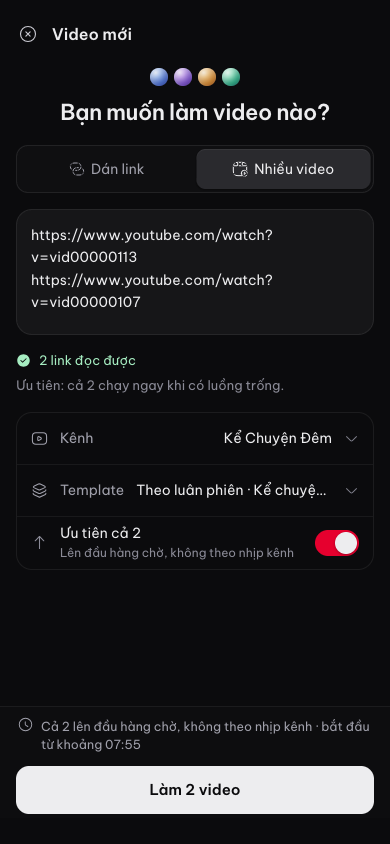 Video mới
Bạn muốn làm video nào?
Dán link
Nhiều video
https://www.youtube.com/watch?
v=vid00000113
https://www.youtube.com/watch?
v=vid00000107
2 link đọc được
Ưu tiên: cả 2 chạy ngay khi có luồng trống.
Kênh
Kể Chuyện Đêm
Template
Theo luân phiên · Kể chuyệ...
Ưu tiên cả 2
Lên đầu hàng chờ, không theo nhịp kênh
Cả 2 lên đầu hàng chờ, không theo nhịp kênh · bắt đầu
từ khoảng 07:55
Làm 2 video